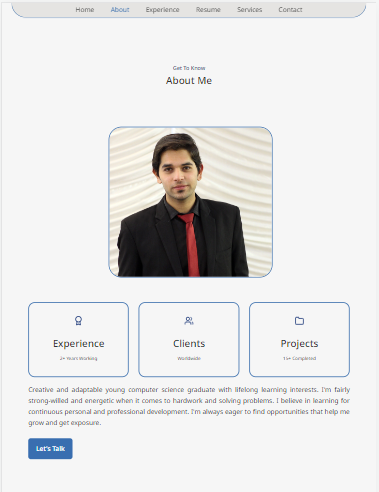 Home About Experience Resume Services Contact
Get To Know
About Me
Experience Clients Projects
2+ Years Working Worldwide 15+ Completed
Creative and adaptable young computer science graduate with lifelong learning interests. I'm fairly
strong-willed and energetic when it comes to hardwork and solving problems. I believe in learning for
continuous personal and professional development. I'm always eager to find opportunities that help me
grow and get exposure.
Let's Talk